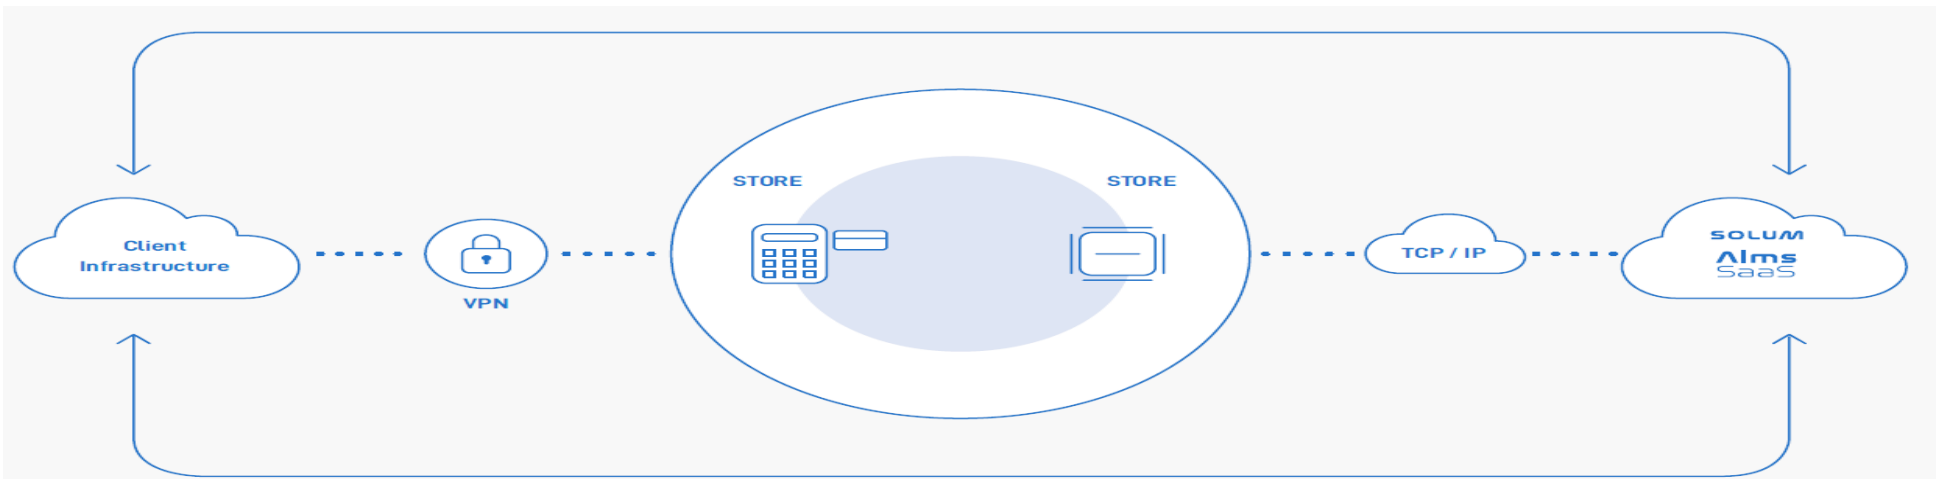 STORE
STORE
Client
Infrastructure
VPN
TCP / IP
SOLUM
Aims
SaaS